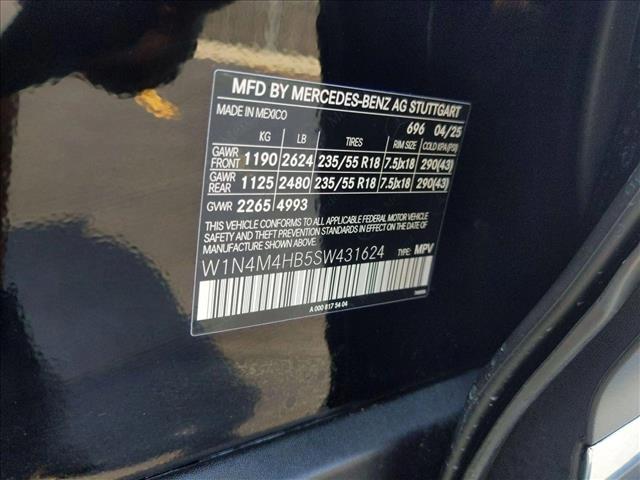 MFD BY MERCEDES-BENZ AG STUTTGART
MADE IN MEXICO
696 04/25
KG LB TIRES RIM SIZE COLD KPA (PSI)
GAWR FRONT 1190 2624 235/55 R18 7.5Jx18 290(43)
GAWR REAR 1125 2480 235/55 R18 7.5Jx18 290(43)
GVWR 2265 4993
THIS VEHICLE CONFORMS TO ALL APPLICABLE FEDERAL MOTOR VEHICLE
SAFETY AND THEFT PREVENTION STANDARDS IN EFFECT ON THE DATE OF
MANUFACTURE SHOWN ABOVE.
W1N4M4HB5SW431624 TYPE: MPV
A 000 817 54 04